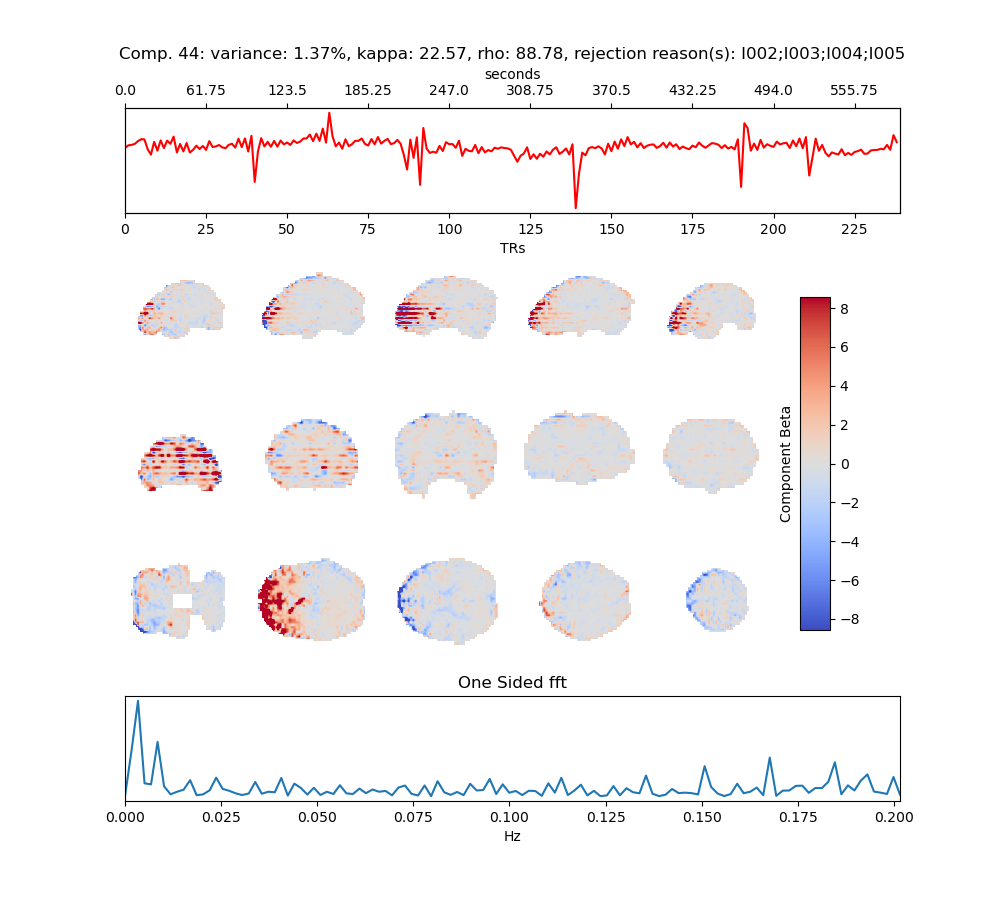 Comp. 44: variance: 1.37%, kappa: 22.57, rho: 88.78, rejection reason(s): I002;I003;I004;I005
seconds
0.0 61.75 123.5 185.25 247.0 308.75 370.5 432.25 494.0 555.75
0 25 50 75 100 125 150 175 200 225
TRs
8
6
4
2
0
−2
−4
−6
−8
Component Beta
One Sided fft
0.000 0.025 0.050 0.075 0.100 0.125 0.150 0.175 0.200
Hz